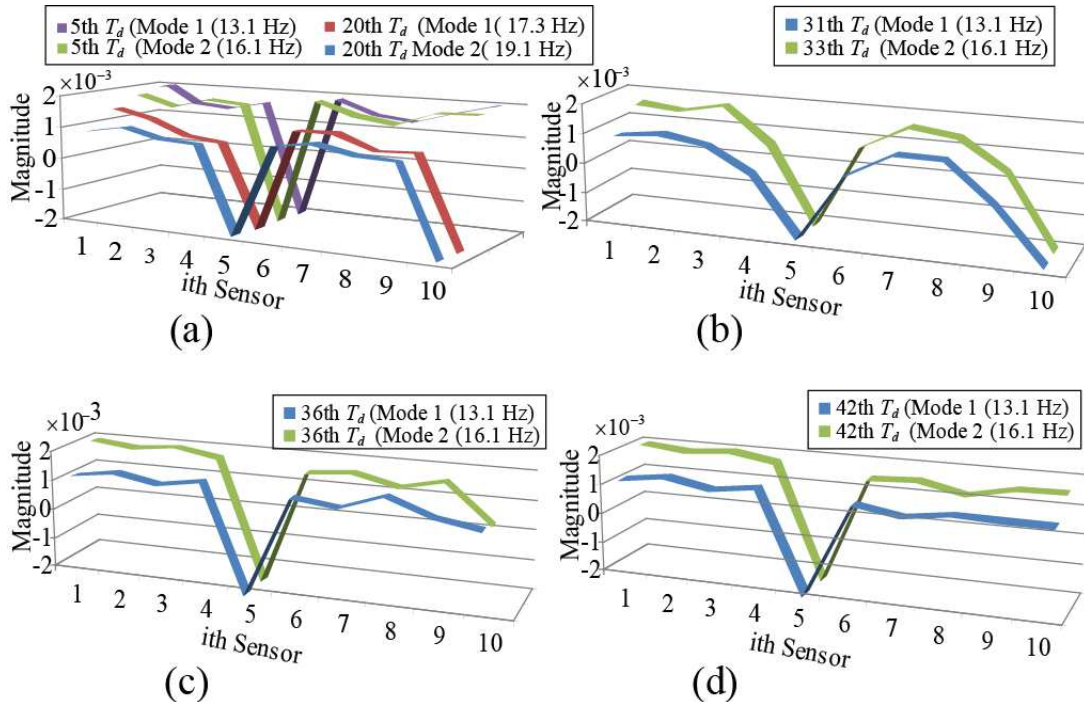 5th Td (Mode 1 (13.1 Hz) 20th Td (Mode 1( 17.3 Hz)
5th Td (Mode 2 (16.1 Hz) 20th Td Mode 2( 19.1 Hz)
×10⁻³
Magnitude
2
1
0
-1
-2
1 2 3 4 5 6 7 8 9 10
ith Sensor
(a)
31th Td (Mode 1 (13.1 Hz)
33th Td (Mode 2 (16.1 Hz)
×10⁻³
Magnitude
2
1
0
-1
-2
1 2 3 4 5 6 7 8 9 10
ith Sensor
(b)
36th Td (Mode 1 (13.1 Hz)
36th Td (Mode 2 (16.1 Hz)
×10⁻³
Magnitude
2
1
0
-1
-2
1 2 3 4 5 6 7 8 9 10
ith Sensor
(c)
42th Td (Mode 1 (13.1 Hz)
42th Td (Mode 2 (16.1 Hz)
×10⁻³
Magnitude
2
1
0
-1
-2
1 2 3 4 5 6 7 8 9 10
ith Sensor
(d)